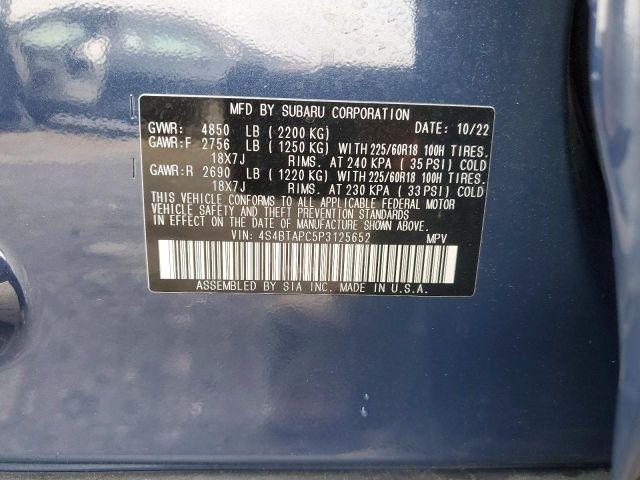 MFD BY SUBARU CORPORATION
GVWR: 4850 LB (2200 KG) DATE: 10/22
GAWR:F 2756 LB (1250 KG) WITH 225/60R18 100H TIRES.
18X7J RIMS. AT 240 KPA (35 PSI) COLD
GAWR:R 2690 LB (1220 KG) WITH 225/60R18 100H TIRES.
18X7J RIMS. AT 230 KPA (33 PSI) COLD
THIS VEHICLE CONFORMS TO ALL APPLICABLE FEDERAL MOTOR
VEHICLE SAFETY AND THEFT PREVENTION STANDARDS IN
EFFECT ON THE DATE OF MANUFACTURE SHOWN ABOVE.
VIN: 4S4BTAPC5P3125652 MPV
ASSEMBLED BY SIA INC. MADE IN U.S.A.